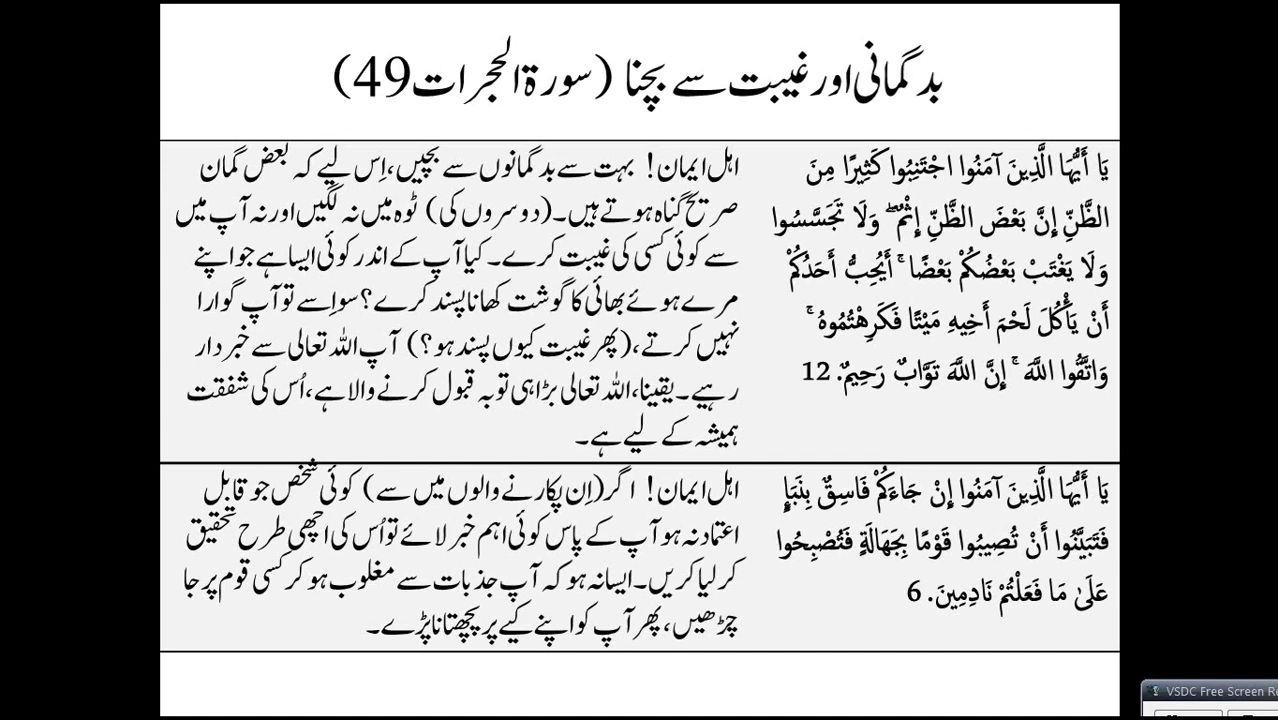 بدگمانی اور غیبت سے بچنا (سورۃ الحجرات 49)
يَا أَيُّهَا الَّذِينَ آمَنُوا اجْتَنِبُوا كَثِيرًا مِنَ
الظَّنِّ إِنَّ بَعْضَ الظَّنِّ إِثْمٌ ۖ وَلَا تَجَسَّسُوا
وَلَا يَغْتَبْ بَعْضُكُمْ بَعْضًا ۚ أَيُحِبُّ أَحَدُكُمْ
أَنْ يَأْكُلَ لَحْمَ أَخِيهِ مَيْتًا فَكَرِهْتُمُوهُ ۚ
وَاتَّقُوا اللَّهَ ۚ إِنَّ اللَّهَ تَوَّابٌ رَحِيمٌ. 12
اہل ایمان! بہت سے بدگمانوں سے بچیں، اِس لیے کہ بعض گمان
صریح گناہ ہوتے ہیں۔ (دوسروں کی) ٹوہ میں نہ لگیں اور نہ آپ میں
سے کوئی کسی کی غیبت کرے۔ کیا آپ کے اندر کوئی ایسا ہے جو اپنے
مرے ہوئے بھائی کا گوشت کھانا پسند کرے؟ سو اِسے تو آپ گوارا
نہیں کرتے، (پھر غیبت کیوں پسند ہو؟) آپ اللہ تعالی سے خبردار
رہیے۔ یقینا، اللہ تعالی بڑا ہی توبہ قبول کرنے والا ہے، اُس کی شفقت
ہمیشہ کے لیے ہے۔
يَا أَيُّهَا الَّذِينَ آمَنُوا إِنْ جَاءَكُمْ فَاسِقٌ بِنَبَإٍ
فَتَبَيَّنُوا أَنْ تُصِيبُوا قَوْمًا بِجَهَالَةٍ فَتُصْبِحُوا
عَلَىٰ مَا فَعَلْتُمْ نَادِمِينَ. 6
اہل ایمان! اگر (اِن پکارنے والوں میں سے) کوئی شخص جو قابل
اعتماد نہ ہو آپ کے پاس کوئی اہم خبر لائے تو اُس کی اچھی طرح تحقیق
کر لیا کریں۔ ایسا نہ ہو کہ آپ جذبات سے مغلوب ہو کر کسی قوم پر جا
چڑھیں، پھر آپ کو اپنے کیے پر پچھتانا پڑے۔
VSDC Free Screen Re